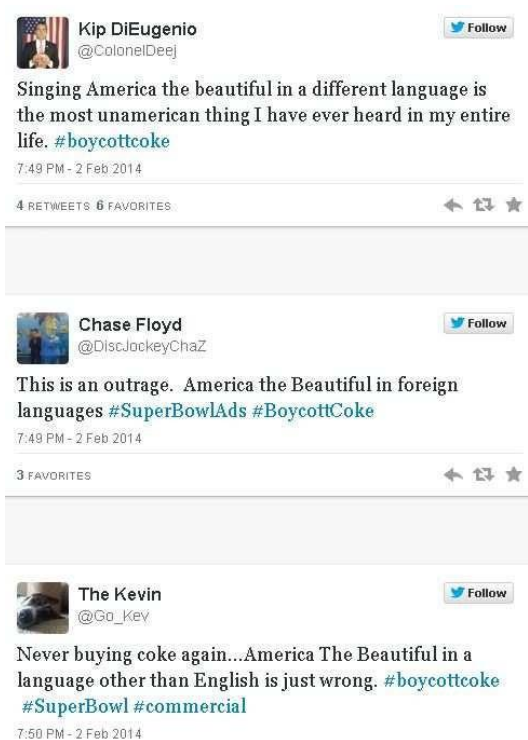 Kip DiEugenio
Follow
@ColonelDeej
Singing America the beautiful in a different language is
the most unamerican thing I have ever heard in my entire
life. #boycottcoke
7:49 PM - 2 Feb 2014
4 RETWEETS 6 FAVORITES
Chase Floyd
Follow
@DiscJockeyChaZ
This is an outrage.  America the Beautiful in foreign
languages #SuperBowlAds #BoycottCoke
7:49 PM - 2 Feb 2014
3 FAVORITES
The Kevin
Follow
@Go_Kev
Never buying coke again...America The Beautiful in a
language other than English is just wrong. #boycottcoke
#SuperBowl #commercial
7:50 PM - 2 Feb 2014